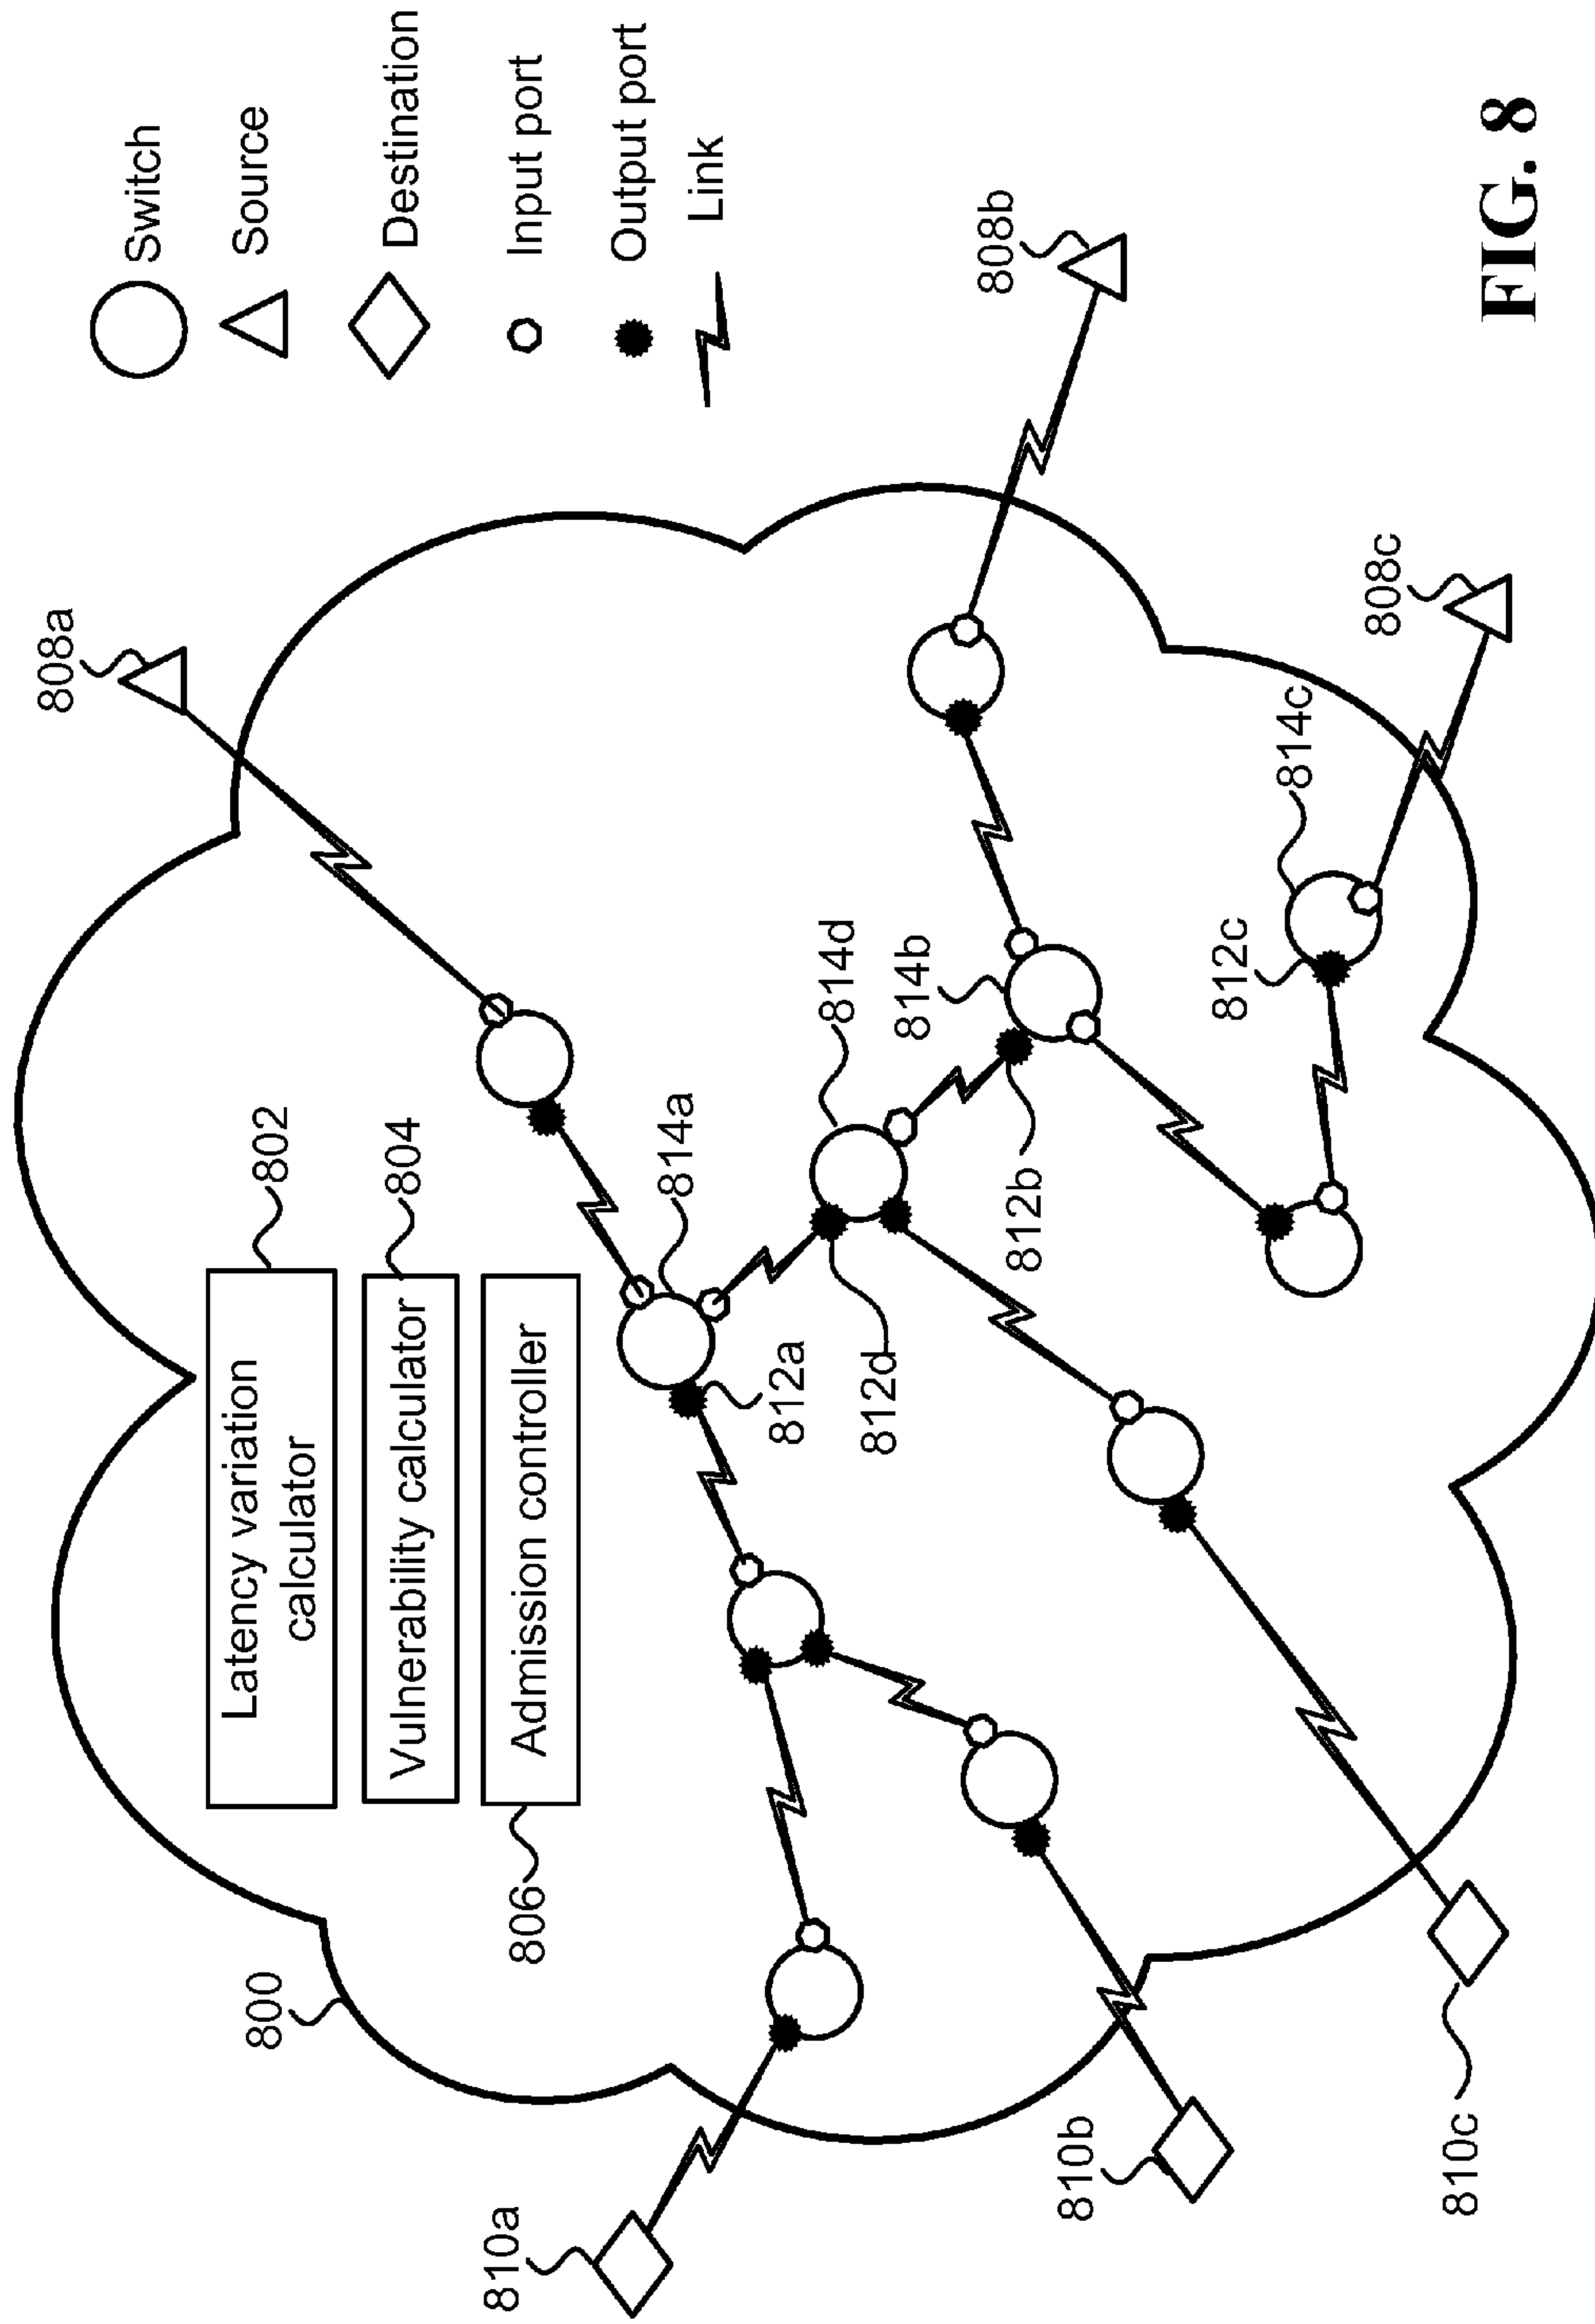 Switch
Source
Destination
Input port
Output port
Link
800
802
Latency variation
calculator
804
Vulnerability calculator
806
Admission controller
808a
808b
808c
814a
814d
814b
814c
812a
812d
812b
812c
810a
810b
810c
FIG. 8